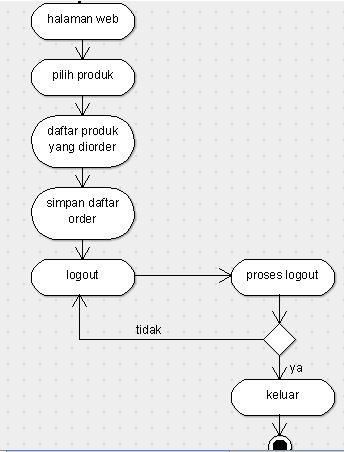 halaman web
pilih produk
daftar produk
yang diorder
simpan daftar
order
logout
proses logout
tidak
ya
keluar